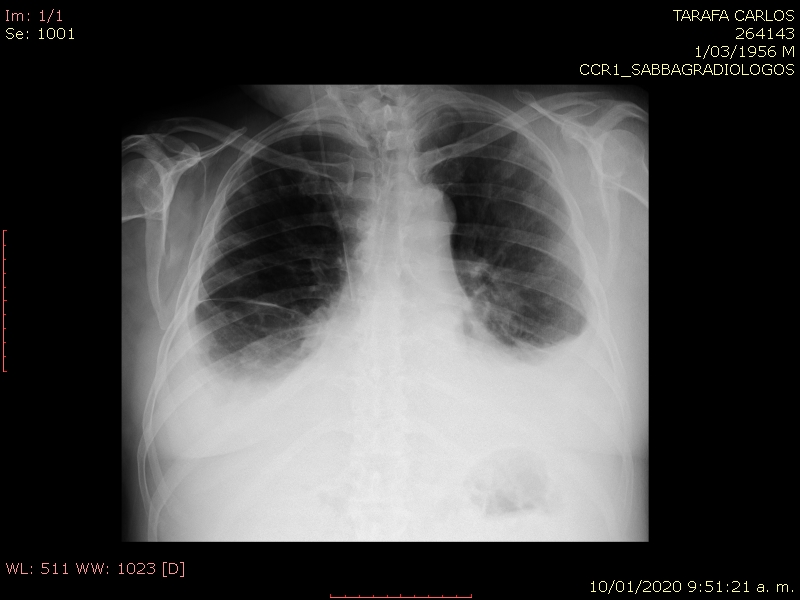 Im: 1/1
Se: 1001
TARAFA CARLOS
264143
1/03/1956 M
CCR1_SABBAGRADIOLOGOS
WL: 511 WW: 1023 [D]
10/01/2020 9:51:21 a. m.